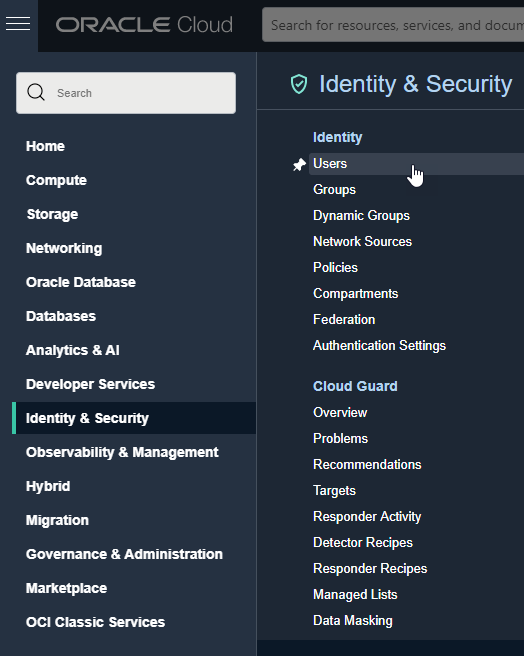 ORACLE Cloud
Search for resources, services, and docum
Search
Home
Compute
Storage
Networking
Oracle Database
Databases
Analytics & AI
Developer Services
Identity & Security
Observability & Management
Hybrid
Migration
Governance & Administration
Marketplace
OCI Classic Services
Identity & Security
Identity
Users
Groups
Dynamic Groups
Network Sources
Policies
Compartments
Federation
Authentication Settings
Cloud Guard
Overview
Problems
Recommendations
Targets
Responder Activity
Detector Recipes
Responder Recipes
Managed Lists
Data Masking